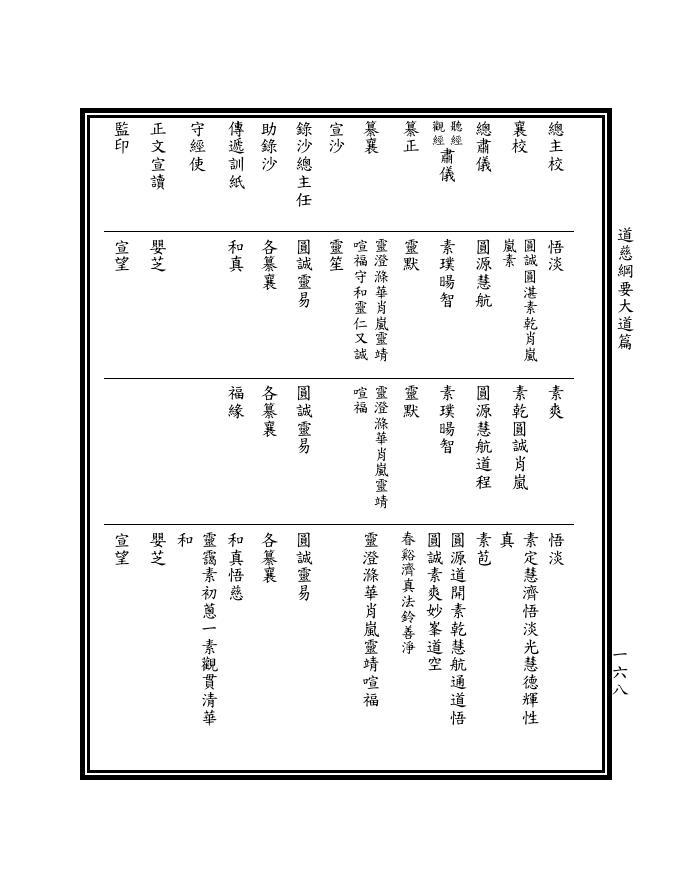 道慈綱要大道篇
一六八
總主校
襄校
總肅儀
聽經
觀經
肅儀
纂正
纂襄
宣沙
錄沙總主任
助錄沙
傳遞訓紙
守經使
正文宣讀
監印
悟淡
圓誠圓湛素乾肖嵐
嵐素
圓源慧航
素璞暘智
靈默
靈澄滌華肖嵐靈靖
喧福守和靈仁又誠
靈笙
圓誠靈易
各纂襄
和真
嬰芝
宣望
素爽
素乾圓誠肖嵐
圓源慧航道程
素璞暘智
靈默
靈澄滌華肖嵐靈靖
喧福
圓誠靈易
各纂襄
福緣
悟淡
素定慧濟悟淡光慧德輝性
真
素芭
圓源道開素乾慧航通道悟
圓誠素爽妙峯道空
春谿濟真法鈴善淨
靈澄滌華肖嵐靈靖喧福
圓誠靈易
各纂襄
和真悟慈
靈靄素初蒽一素觀貫清華
和
嬰芝
宣望